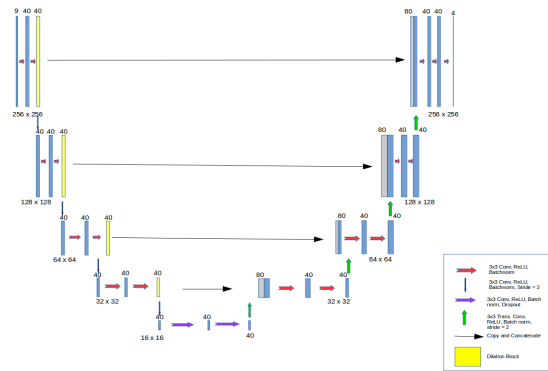 9 40 40
80 40 40 4
256 x 256
256 x 256
40 40 40
80 40 40
128 x 128
128 x 128
40 40 40
80 40 40
64 x 64
64 x 64
40 40 40
80 40 40
32 x 32
32 x 32
40 40 40
16 x 16
40
3x3 Conv, ReLU,
Batchnorm
3x3 Conv, ReLU,
Batchnorm, Stride = 2
3x3 Conv, ReLU, Batch
norm, Dropout
3x3 Trans. Conv,
ReLU, Batch norm,
stride = 2
Copy and Concatenate
Dilation Block